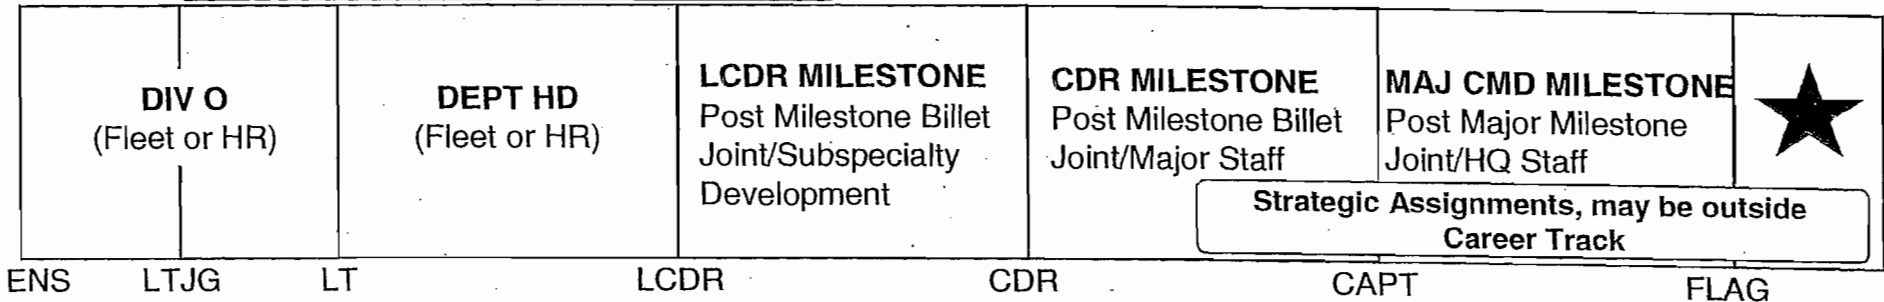 DIV O
(Fleet or HR)
DEPT HD
(Fleet or HR)
LCDR MILESTONE
Post Milestone Billet
Joint/Subspecialty
Development
CDR MILESTONE
Post Milestone Billet
Joint/Major Staff
MAJ CMD MILESTONE
Post Major Milestone
Joint/HQ Staff
Strategic Assignments, may be outside
Career Track
ENS LTJG LT LCDR CDR CAPT FLAG